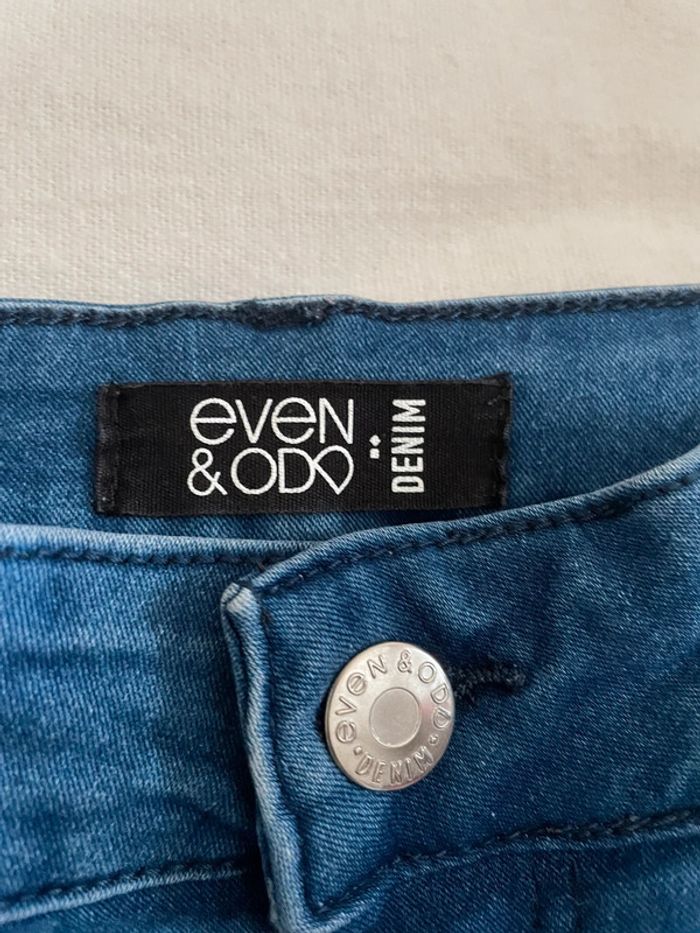 eveN
& ODD
DENIM
eveN & ODD
DENIM